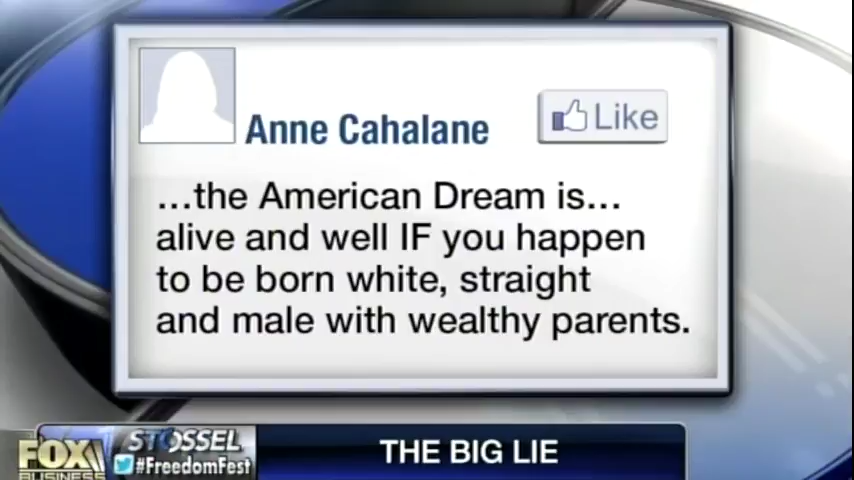 Anne Cahalane
Like
...the American Dream is...
alive and well IF you happen
to be born white, straight
and male with wealthy parents.
STOSSEL
#FreedomFest
FOX
BUSINESS
THE BIG LIE